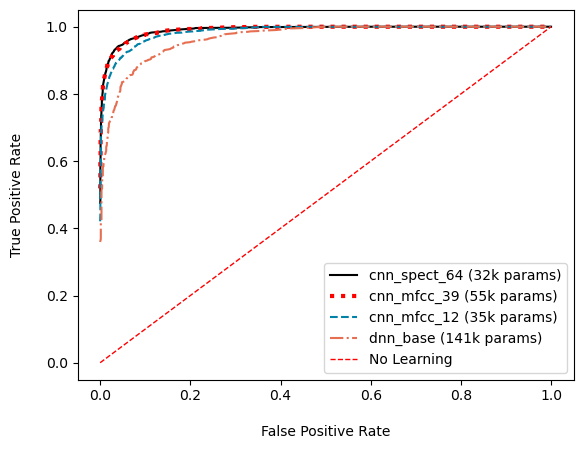 1.0
0.8
0.6
0.4
0.2
0.0
True Positive Rate
cnn_spect_64 (32k params)
cnn_mfcc_39 (55k params)
cnn_mfcc_12 (35k params)
dnn_base (141k params)
No Learning
0.0 0.2 0.4 0.6 0.8 1.0
False Positive Rate